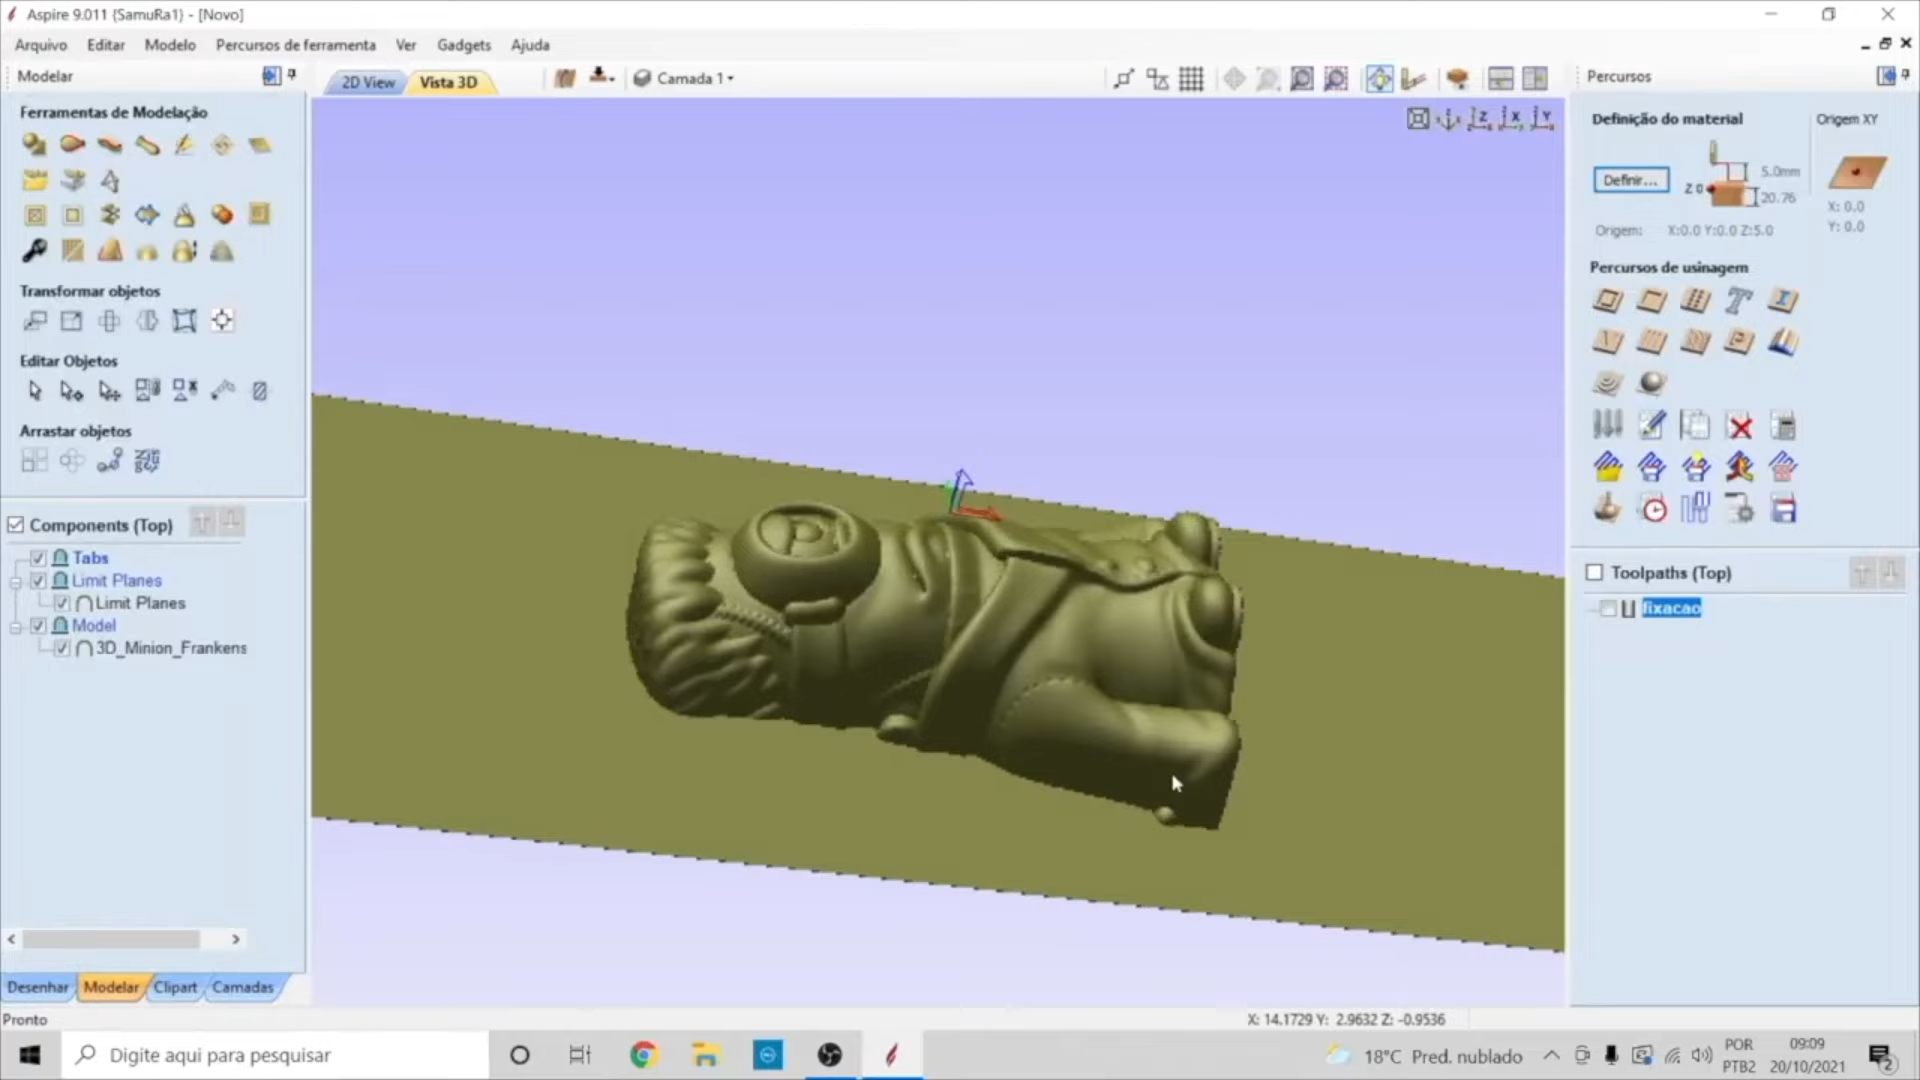 Aspire 9.011 {SamuRa1} - [Novo]
Arquivo Editar Modelo Percursos de ferramenta Ver Gadgets Ajuda
Modelar
2D View Vista 3D Camada 1
Percursos
Ferramentas de Modelação
Transformar objetos
Editar Objetos
Arrastar objetos
Components (Top)
Tabs
Limit Planes
Limit Planes
Model
3D_Minion_Frankens
Desenhar Modelar Clipart Camadas
Z X Y
Definição do material
Origem XY
Definir...
Z 0
5.0mm
20.76
X: 0.0
Y: 0.0
Origem: X:0.0 Y:0.0 Z:5.0
Percursos de usinagem
Toolpaths (Top)
fixacao
Pronto
X: 14.1729 Y: 2.9632 Z: -0.9536
Digite aqui para pesquisar
18°C Pred. nublado
POR
PTB2
09:09
20/10/2021
2